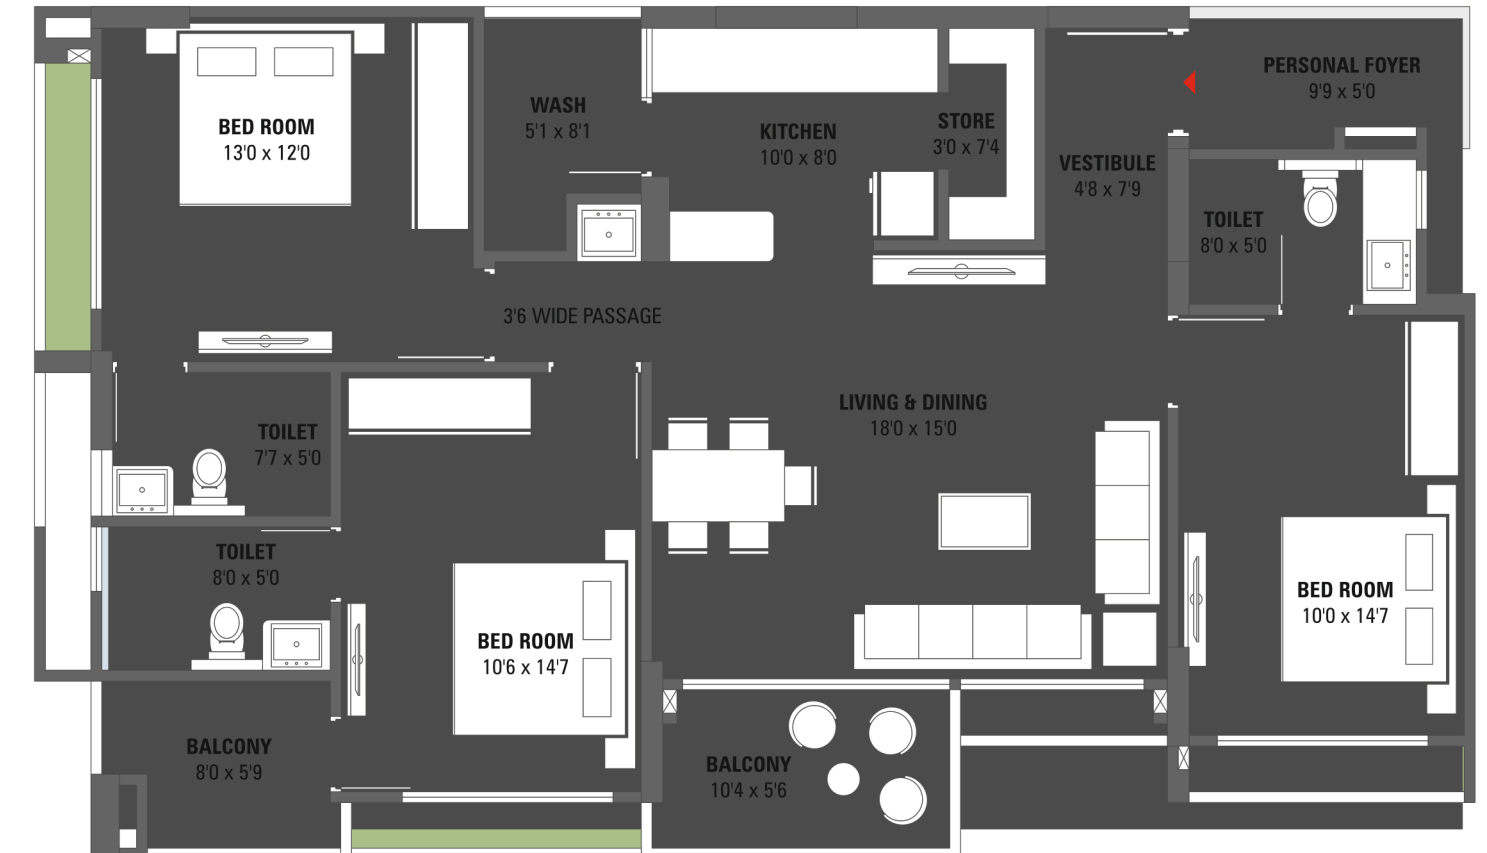 BED ROOM
13'0 x 12'0
WASH
5'1 x 8'1
KITCHEN
10'0 x 8'0
STORE
3'0 x 7'4
VESTIBULE
4'8 x 7'9
PERSONAL FOYER
9'9 x 5'0
TOILET
8'0 x 5'0
3'6 WIDE PASSAGE
LIVING & DINING
18'0 x 15'0
TOILET
7'7 x 5'0
TOILET
8'0 x 5'0
BED ROOM
10'6 x 14'7
BED ROOM
10'0 x 14'7
BALCONY
8'0 x 5'9
BALCONY
10'4 x 5'6